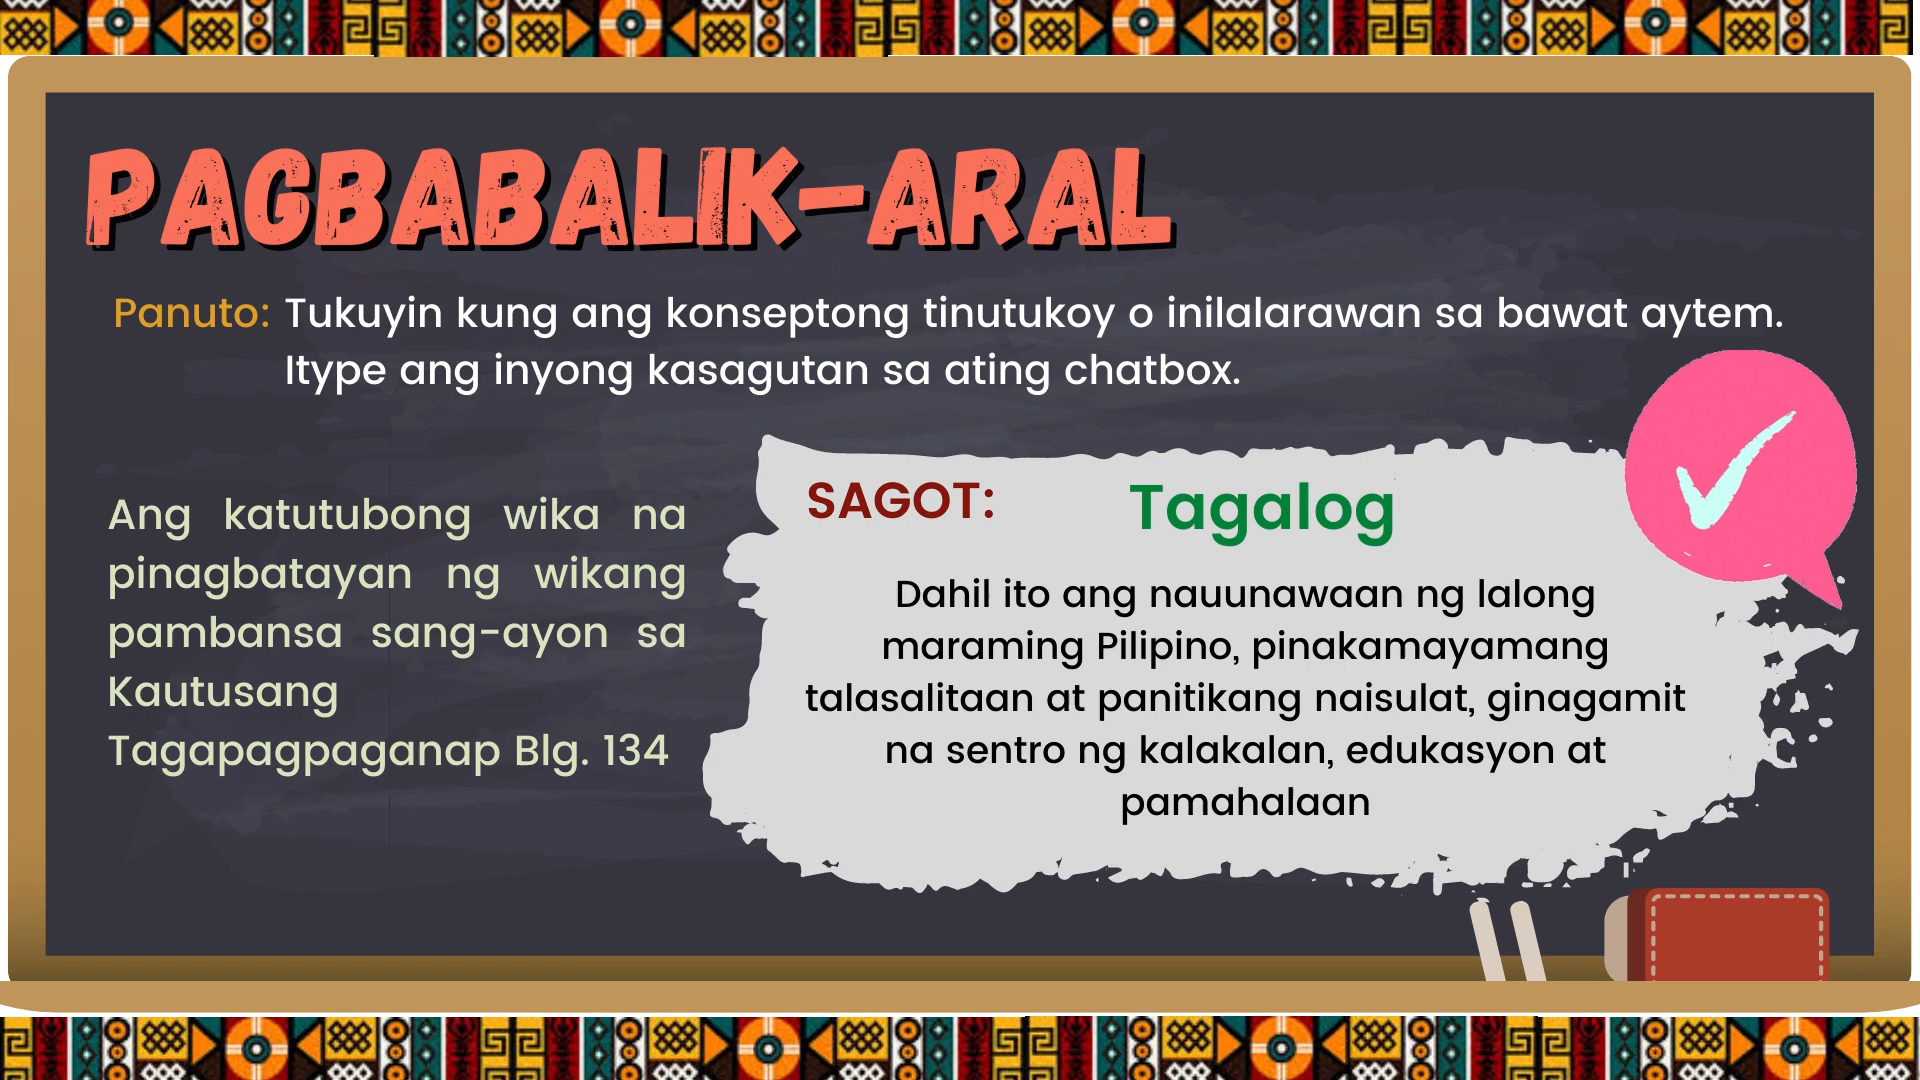 PAGBABALIK-ARAL
Panuto: Tukuyin kung ang konseptong tinutukoy o inilalarawan sa bawat aytem.
Itype ang inyong kasagutan sa ating chatbox.
Ang katutubong wika na
pinagbatayan ng wikang
pambansa sang-ayon sa
Kautusang
Tagapagpaganap Blg. 134
SAGOT: Tagalog
Dahil ito ang nauunawaan ng lalong
maraming Pilipino, pinakamayamang
talasalitaan at panitikang naisulat, ginagamit
na sentro ng kalakalan, edukasyon at
pamahalaan